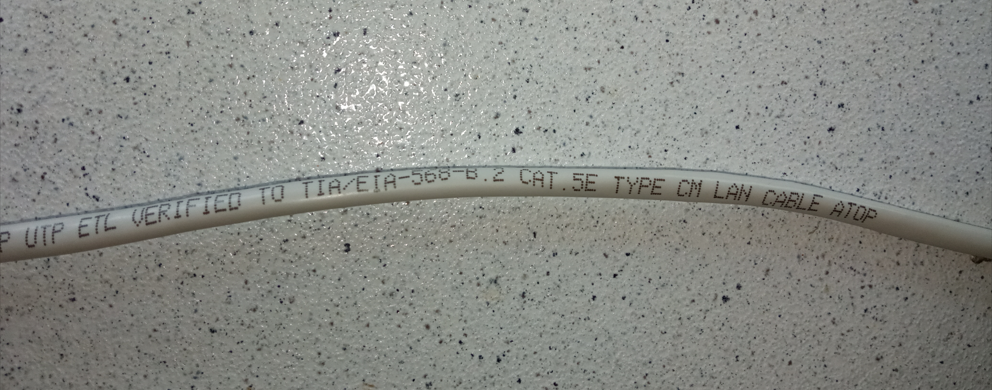 P UTP ETL VERIFIED TO TIA/EIA-568-B.2 CAT.5E TYPE CM LAN CABLE ATOP